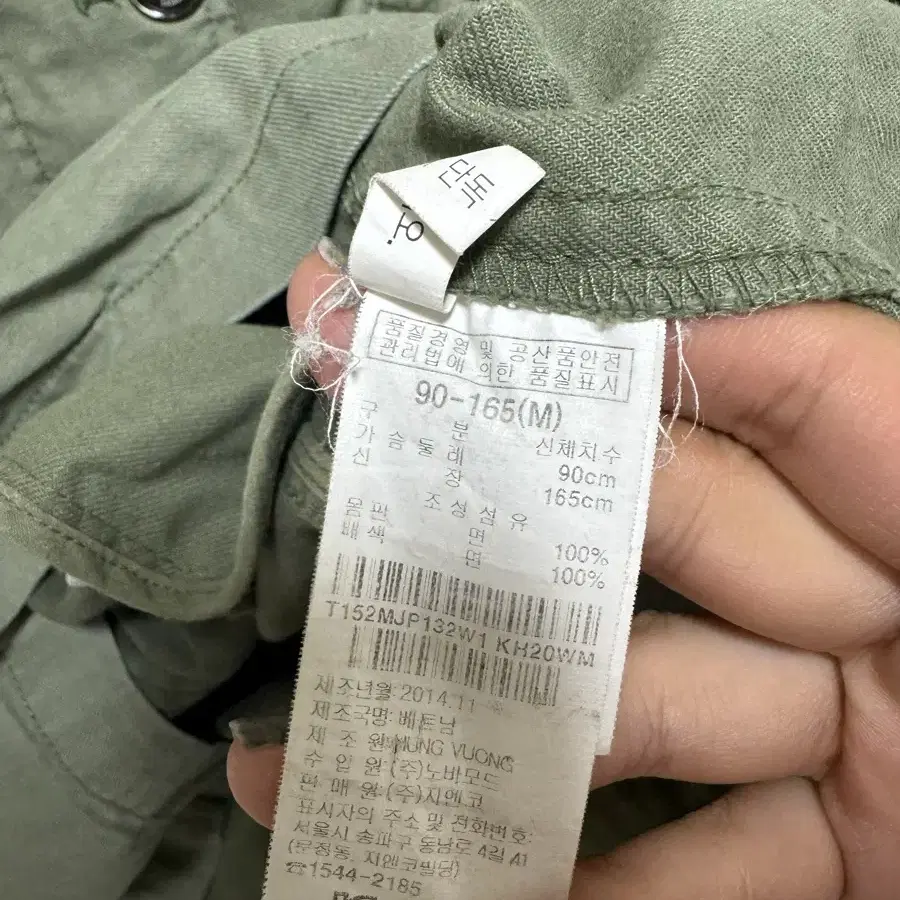 단독
요.
품질경영 및 공산품안전
관리법에 의한 품질표시
90-165(M)
구 분 신체치수
가슴둘레 90cm
신 장 165cm
조성섬유
몸판 면 100%
배색 면 100%
T152MJP132W1 KH20WM
제조년월:2014.11
제조국명:베트남
제 조 원:HUNG VUONG
수 입 원:(주)노바모드
판 매 원:(주)지엔코
표시자의 주소 및 전화번호:
서울시 송파구 동남로 4길 41
(문정동, 지엔코빌딩)
☎1544-2185